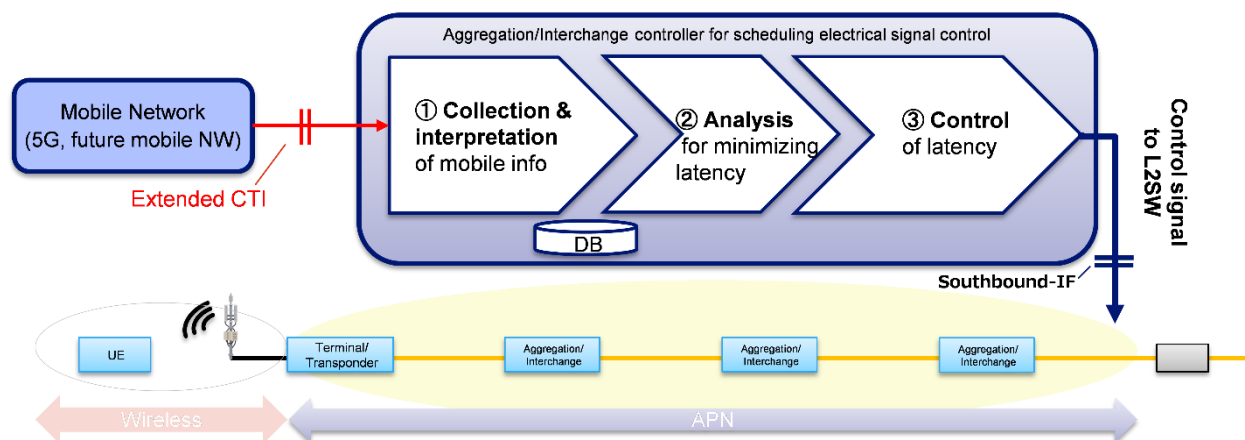 Aggregation/Interchange controller for scheduling electrical signal control
Mobile Network
(5G, future mobile NW)
Extended CTI
① Collection &
interpretation
of mobile info
② Analysis
for minimizing
latency
③ Control
of latency
DB
Control signal
to L2SW
Southbound-IF
UE
Terminal/
Transponder
Aggregation/
Interchange
Aggregation/
Interchange
Aggregation/
Interchange
Wireless
APN